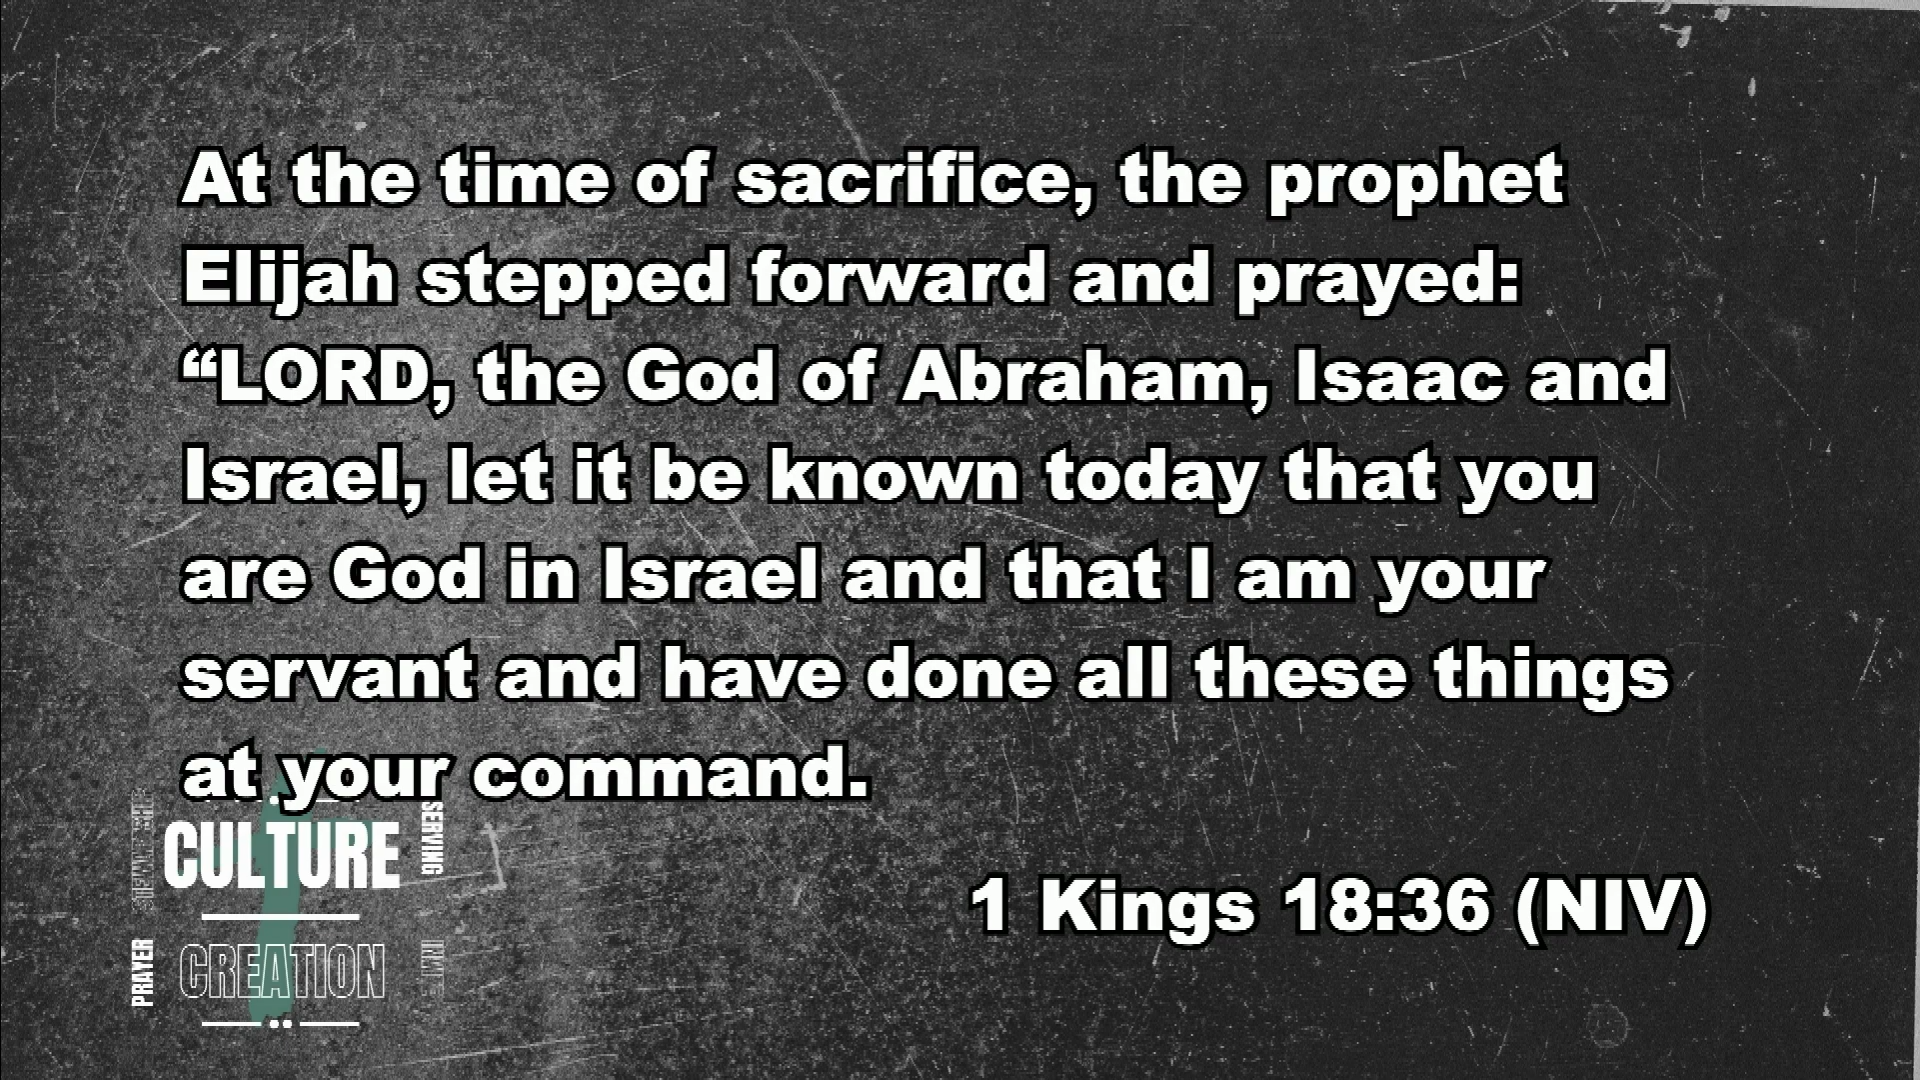 At the time of sacrifice, the prophet
Elijah stepped forward and prayed:
“LORD, the God of Abraham, Isaac and
Israel, let it be known today that you
are God in Israel and that I am your
servant and have done all these things
at your command.
1 Kings 18:36 (NIV)
CULTURE
CREATION
SERVING
PRAYER